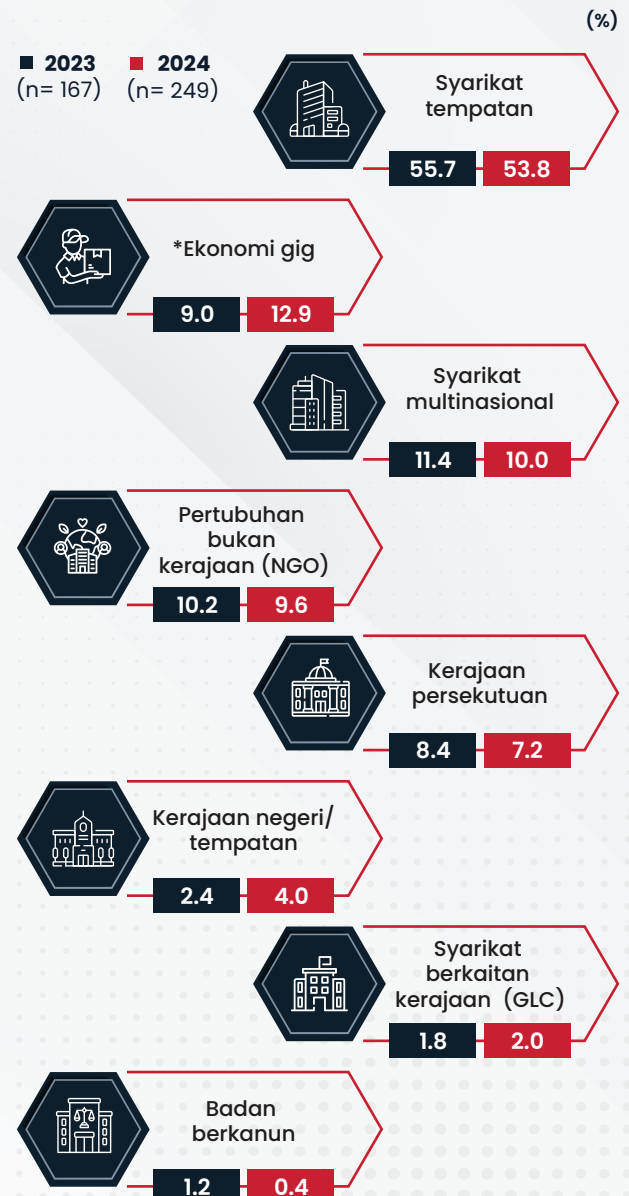 (%)
2023 2024
(n= 167) (n= 249)
Syarikat
tempatan
55.7 53.8
*Ekonomi gig
9.0 12.9
Syarikat
multinasional
11.4 10.0
Pertubuhan
bukan
kerajaan (NGO)
10.2 9.6
Kerajaan
persekutuan
8.4 7.2
Kerajaan negeri/
tempatan
2.4 4.0
Syarikat
berkaitan
kerajaan (GLC)
1.8 2.0
Badan
berkanun
1.2 0.4